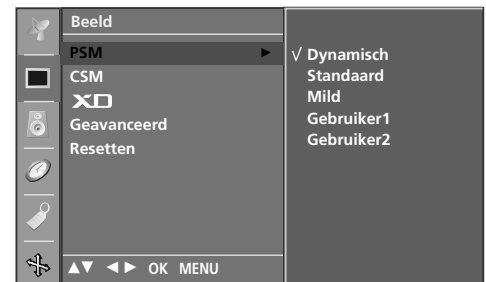 Beeld
PSM ►
CSM
XD
Geavanceerd
Resetten
▲▼ ◄► OK MENU
√ Dynamisch
Standaard
Mild
Gebruiker1
Gebruiker2